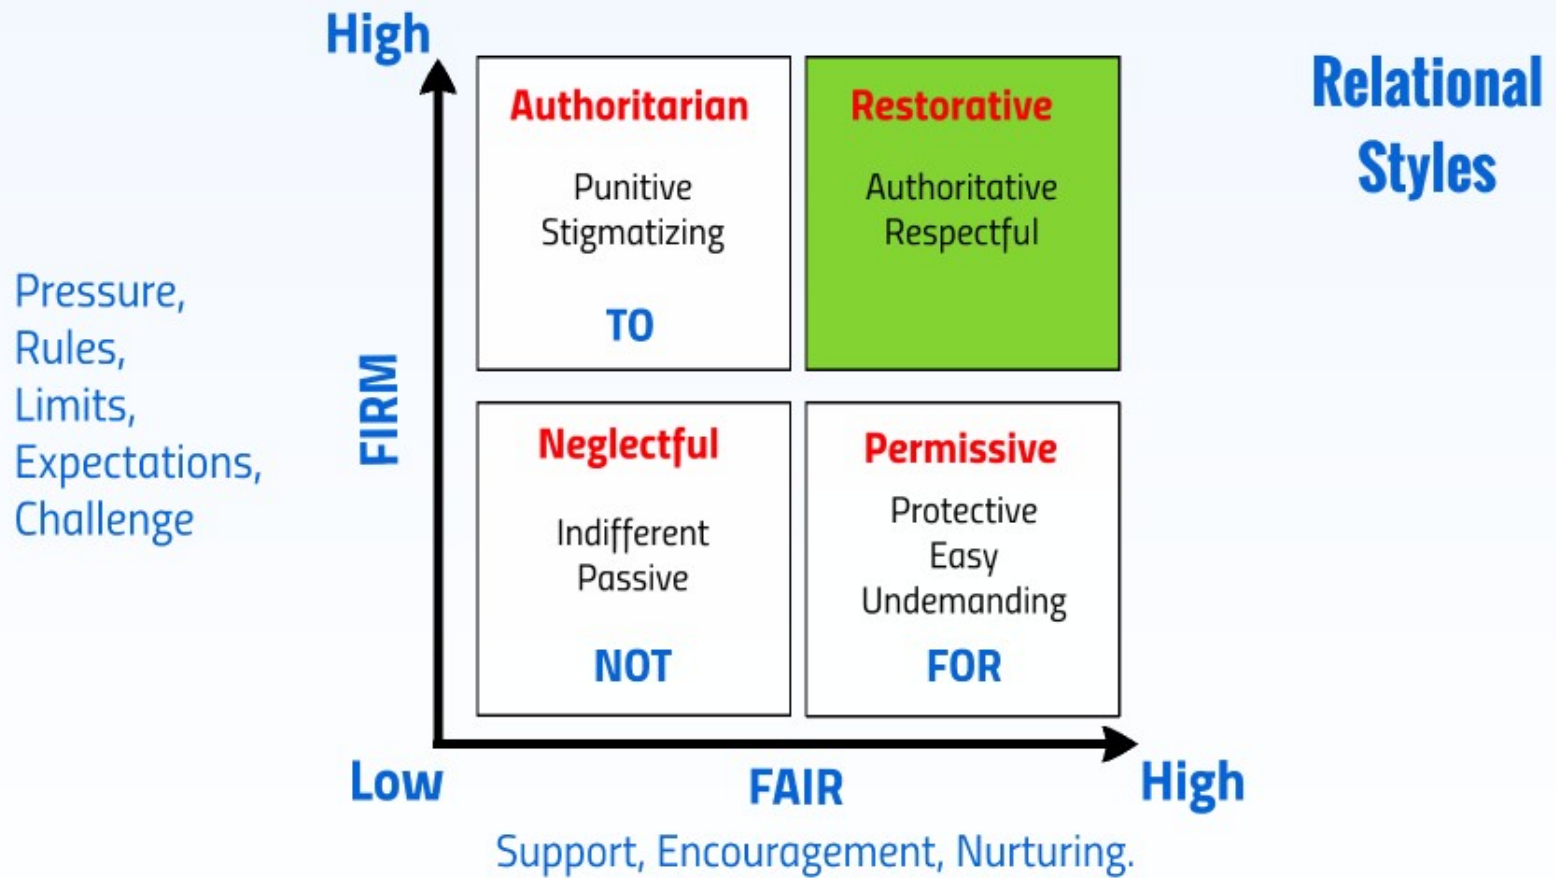 High
Relational
Styles
Authoritarian
Punitive
Stigmatizing
TO
Restorative
Authoritative
Respectful
Pressure,
Rules,
Limits,
Expectations,
Challenge
FIRM
Neglectful
Indifferent
Passive
NOT
Permissive
Protective
Easy
Undemanding
FOR
Low
FAIR
High
Support, Encouragement, Nurturing.